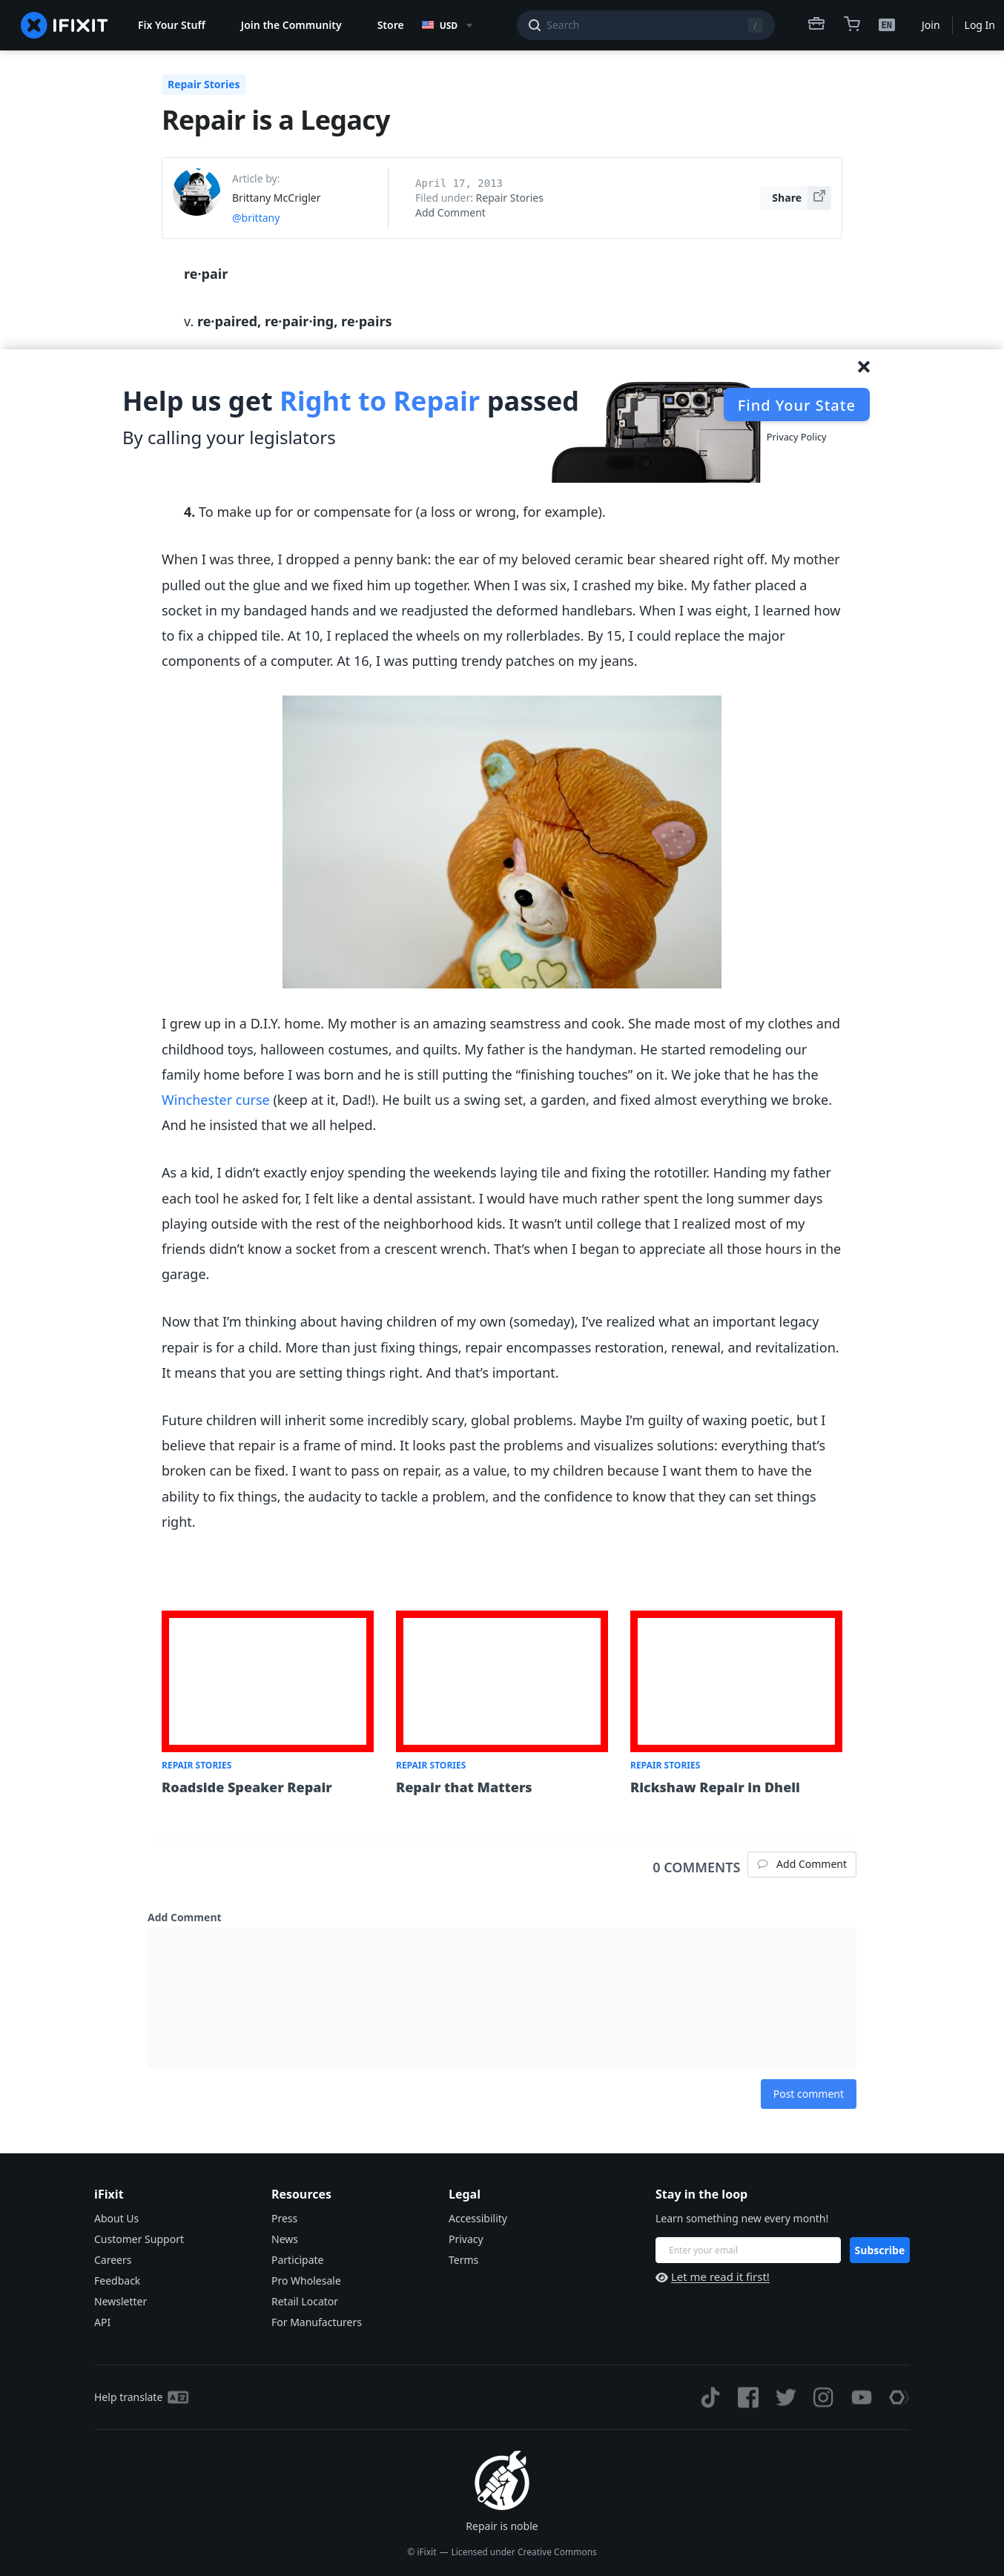 IFIXIT
Fix Your Stuff
Join the Community
Store
USD
Search
/
EN
Join
Log In
Repair Stories
Repair is a Legacy
Article by:
Brittany McCrigler
@brittany
April 17, 2013
Filed under: Repair Stories
Add Comment
Share
re·pair
v. re·paired, re·pair·ing, re·pairs
Help us get Right to Repair passed
By calling your legislators
Find Your State
Privacy Policy
4. To make up for or compensate for (a loss or wrong, for example).
When I was three, I dropped a penny bank: the ear of my beloved ceramic bear sheared right off. My mother
pulled out the glue and we fixed him up together. When I was six, I crashed my bike. My father placed a
socket in my bandaged hands and we readjusted the deformed handlebars. When I was eight, I learned how
to fix a chipped tile. At 10, I replaced the wheels on my rollerblades. By 15, I could replace the major
components of a computer. At 16, I was putting trendy patches on my jeans.
I grew up in a D.I.Y. home. My mother is an amazing seamstress and cook. She made most of my clothes and
childhood toys, halloween costumes, and quilts. My father is the handyman. He started remodeling our
family home before I was born and he is still putting the “finishing touches” on it. We joke that he has the
Winchester curse (keep at it, Dad!). He built us a swing set, a garden, and fixed almost everything we broke.
And he insisted that we all helped.
As a kid, I didn’t exactly enjoy spending the weekends laying tile and fixing the rototiller. Handing my father
each tool he asked for, I felt like a dental assistant. I would have much rather spent the long summer days
playing outside with the rest of the neighborhood kids. It wasn’t until college that I realized most of my
friends didn’t know a socket from a crescent wrench. That’s when I began to appreciate all those hours in the
garage.
Now that I’m thinking about having children of my own (someday), I’ve realized what an important legacy
repair is for a child. More than just fixing things, repair encompasses restoration, renewal, and revitalization.
It means that you are setting things right. And that’s important.
Future children will inherit some incredibly scary, global problems. Maybe I’m guilty of waxing poetic, but I
believe that repair is a frame of mind. It looks past the problems and visualizes solutions: everything that’s
broken can be fixed. I want to pass on repair, as a value, to my children because I want them to have the
ability to fix things, the audacity to tackle a problem, and the confidence to know that they can set things
right.
REPAIR STORIES
Roadside Speaker Repair
REPAIR STORIES
Repair that Matters
REPAIR STORIES
Rickshaw Repair in Dheli
0 COMMENTS
Add Comment
Add Comment
Post comment
iFixit
About Us
Customer Support
Careers
Feedback
Newsletter
API
Resources
Press
News
Participate
Pro Wholesale
Retail Locator
For Manufacturers
Legal
Accessibility
Privacy
Terms
Stay in the loop
Learn something new every month!
Enter your email
Subscribe
Let me read it first!
Help translate
Repair is noble
© iFixit — Licensed under Creative Commons